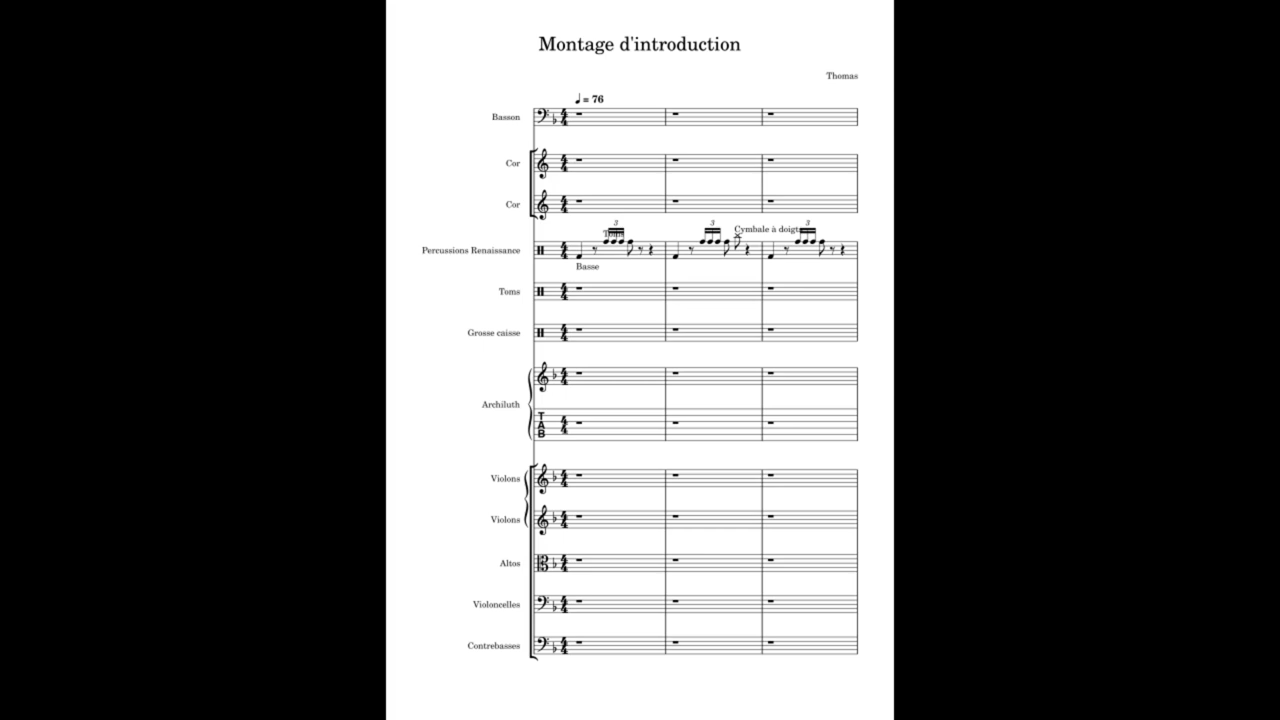 Montage d'introduction
Thomas
♩ = 76
Basson
Cor
Cor
3 3 3
Toms Cymbale à doigts
Percussions Renaissance
Basse
Toms
Grosse caisse
Archiluth
T
A
B
Violons
Violons
Altos
Violoncelles
Contrebasses